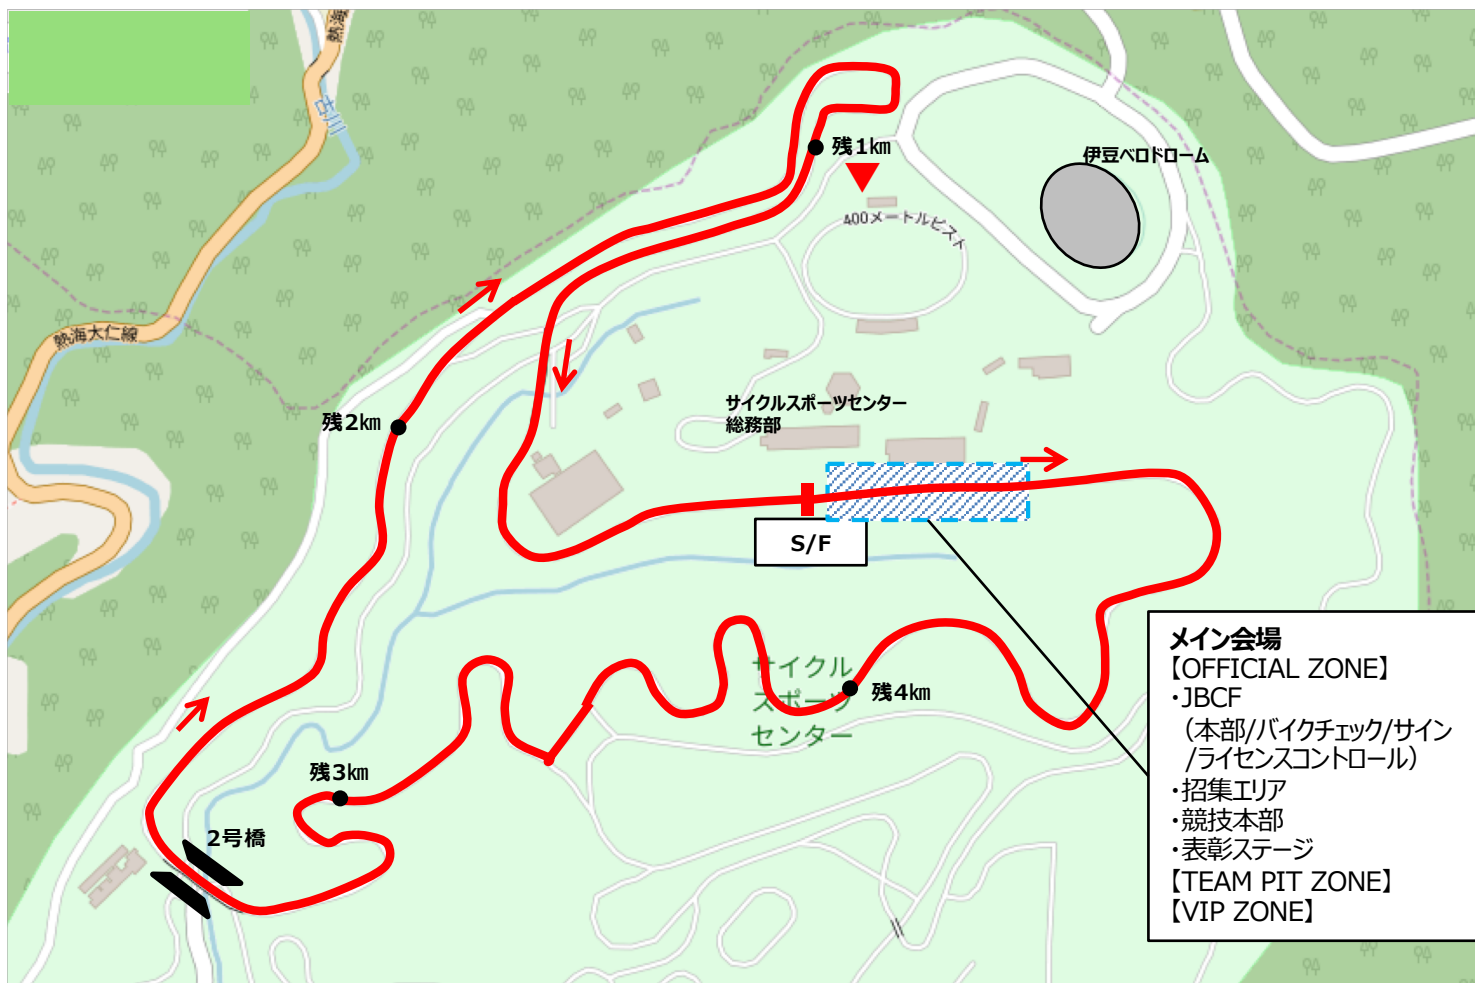 熱海
古川
残1km
伊豆ベロドローム
400メートルピスト
熱海大仁線
残2km
サイクルスポーツセンター
総務部
S/F
サイクル
スポーツ
センター
残4km
残3km
2号橋
メイン会場
【OFFICIAL ZONE】
・JBCF
（本部/バイクチェック/サイン
/ライセンスコントロール）
・招集エリア
・競技本部
・表彰ステージ
【TEAM PIT ZONE】
【VIP ZONE】